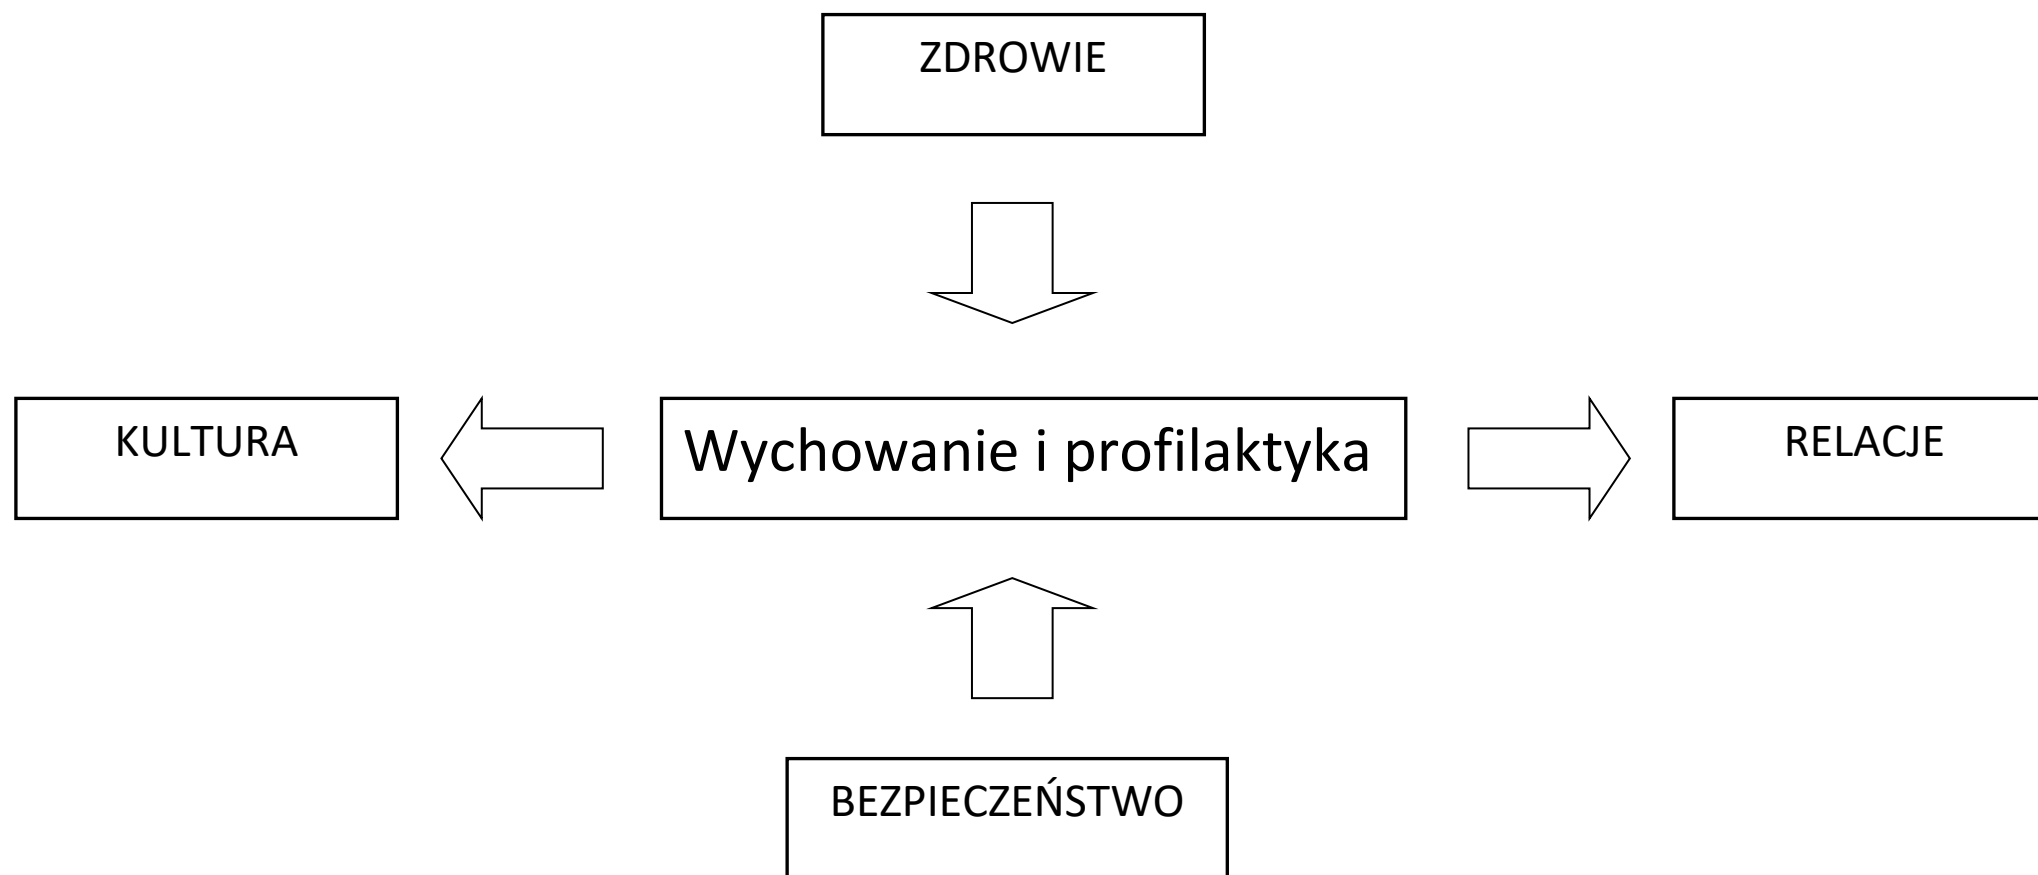 ZDROWIE
KULTURA
Wychowanie i profilaktyka
RELACJE
BEZPIECZEŃSTWO